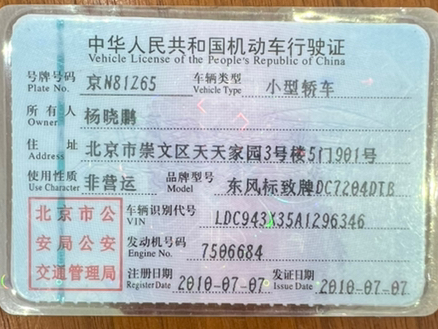 中华人民共和国机动车行驶证
Vehicle License of the People's Republic of China
号牌号码 Plate No. 京N81Z65 车辆类型 Vehicle Type 小型轿车
所有人 Owner 杨晓鹏
住址 Address 北京市崇文区天天家园3号楼5门901号
使用性质 Use Character 非营运 品牌型号 Model 东风标致牌DC7204DTB
北京市公安局公安交通管理局
车辆识别代号 VIN LDC943X35A1296346
发动机号码 Engine No. 7506684
注册日期 Register Date 2010-07-07 发证日期 Issue Date 2010-07-07